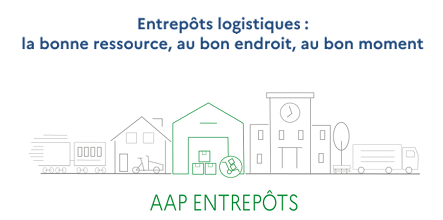 Entrepôts logistiques :
la bonne ressource, au bon endroit, au bon moment
AAP ENTREPÔTS